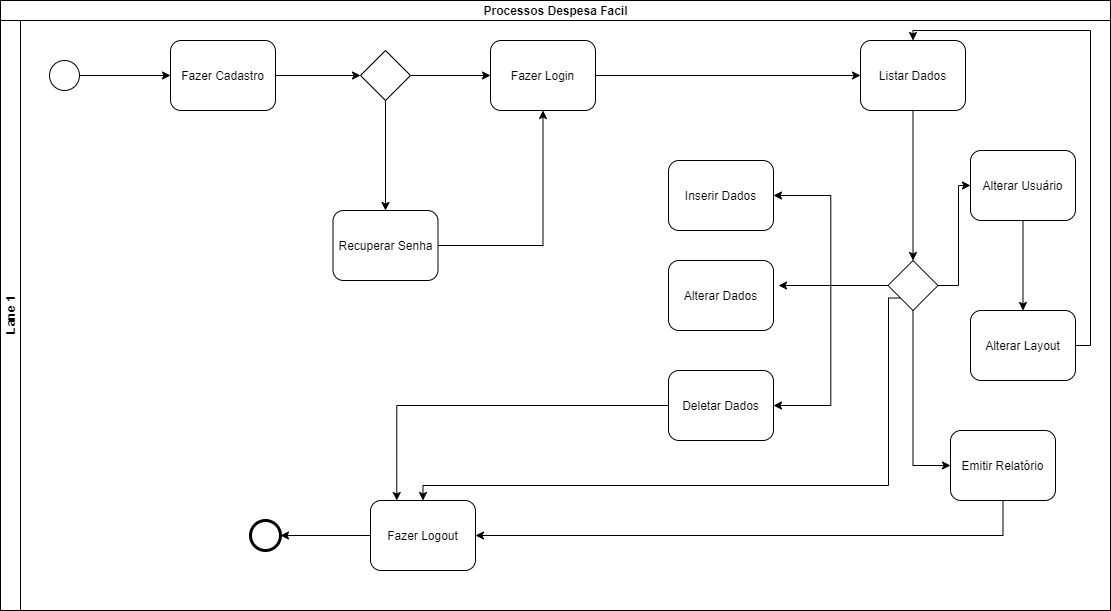 Processos Despesa Facil
Lane 1
Fazer Cadastro
Fazer Login
Listar Dados
Inserir Dados
Alterar Usuário
Recuperar Senha
Alterar Dados
Alterar Layout
Deletar Dados
Emitir Relatório
Fazer Logout